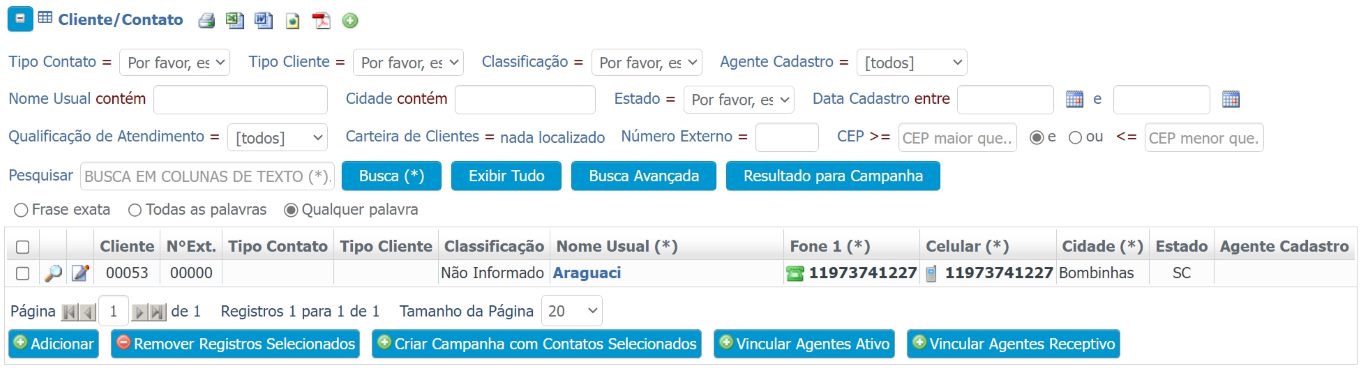 Cliente/Contato
Tipo Contato = Por favor, es Tipo Cliente = Por favor, es Classificação = Por favor, es Agente Cadastro = [todos]
Nome Usual contém Cidade contém Estado = Por favor, es Data Cadastro entre e
Qualificação de Atendimento = [todos] Carteira de Clientes = nada localizado Número Externo = CEP >= CEP maior que.. e ou <= CEP menor que.
Pesquisar BUSCA EM COLUNAS DE TEXTO (*). Busca (*) Exibir Tudo Busca Avançada Resultado para Campanha
Frase exata Todas as palavras Qualquer palavra
Cliente N°Ext. Tipo Contato Tipo Cliente Classificação Nome Usual (*) Fone 1 (*) Celular (*) Cidade (*) Estado Agente Cadastro
00053 00000 Não Informado Araguaci 11973741227 11973741227 Bombinhas SC
Página 1 de 1 Registros 1 para 1 de 1 Tamanho da Página 20
Adicionar Remover Registros Selecionados Criar Campanha com Contatos Selecionados Vincular Agentes Ativo Vincular Agentes Receptivo